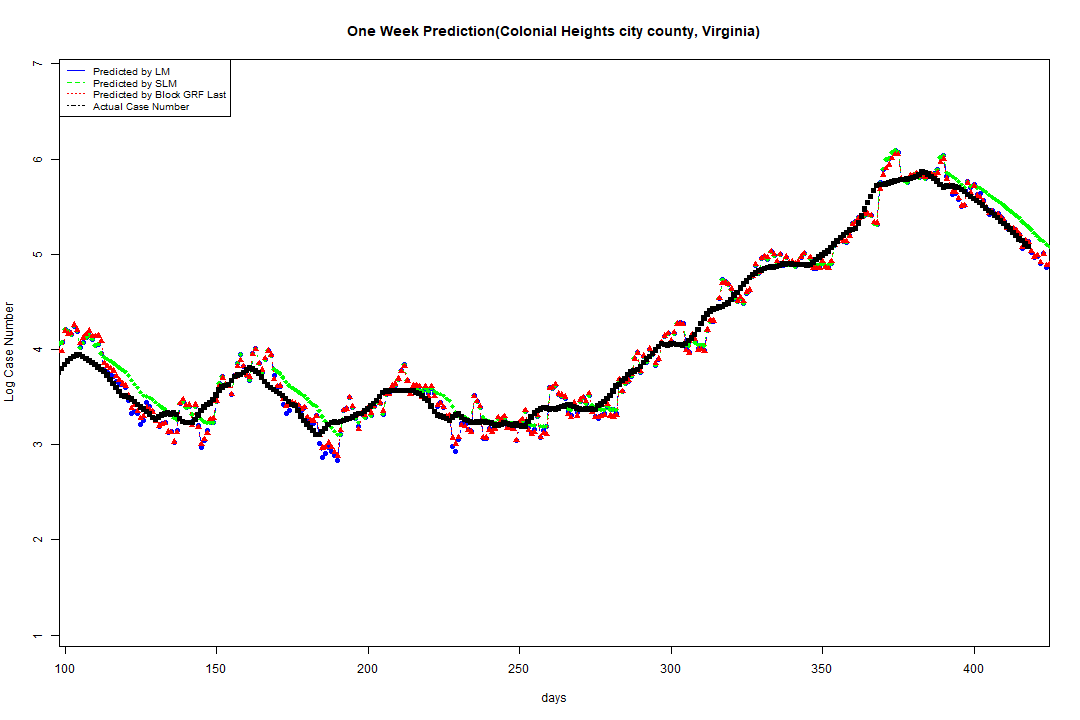 One Week Prediction(Colonial Heights city county, Virginia)
Predicted by LM
Predicted by SLM
Predicted by Block GRF Last
Actual Case Number
7
6
5
4
3
2
1
Log Case Number
100 150 200 250 300 350 400
days